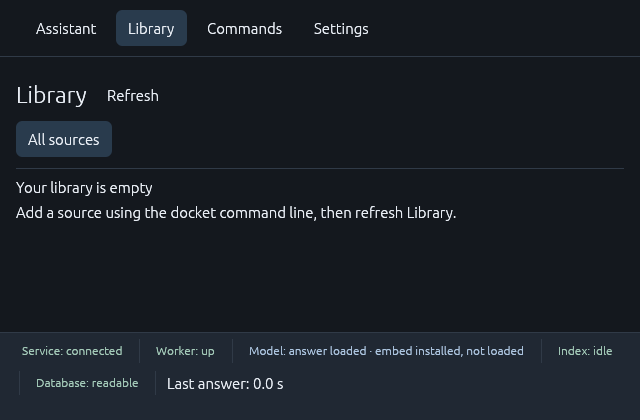 Assistant Library Commands Settings
Library Refresh
All sources
Your library is empty
Add a source using the docket command line, then refresh Library.
Service: connected Worker: up Model: answer loaded · embed installed, not loaded Index: idle
Database: readable Last answer: 0.0 s